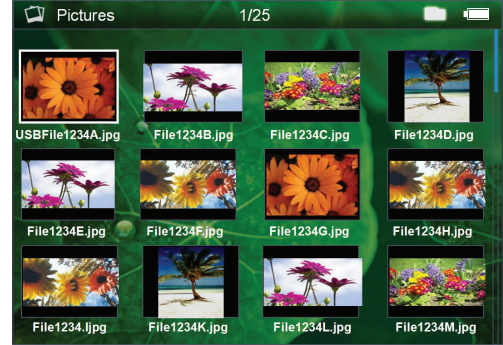 Pictures 1/25
USBFile1234A.jpg File1234B.jpg File1234C.jpg File1234D.jpg
File1234E.jpg File1234F.jpg File1234G.jpg File1234H.jpg
File1234.Ijpg File1234K.jpg File1234L.jpg File1234M.jpg